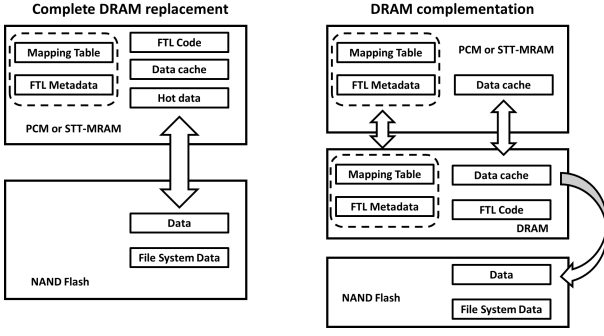 Complete DRAM replacement
Mapping Table
FTL Metadata
FTL Code
Data cache
Hot data
PCM or STT-MRAM
Data
File System Data
NAND Flash
DRAM complementation
Mapping Table
FTL Metadata
PCM or STT-MRAM
Data cache
Mapping Table
FTL Metadata
Data cache
FTL Code
DRAM
Data
NAND Flash
File System Data